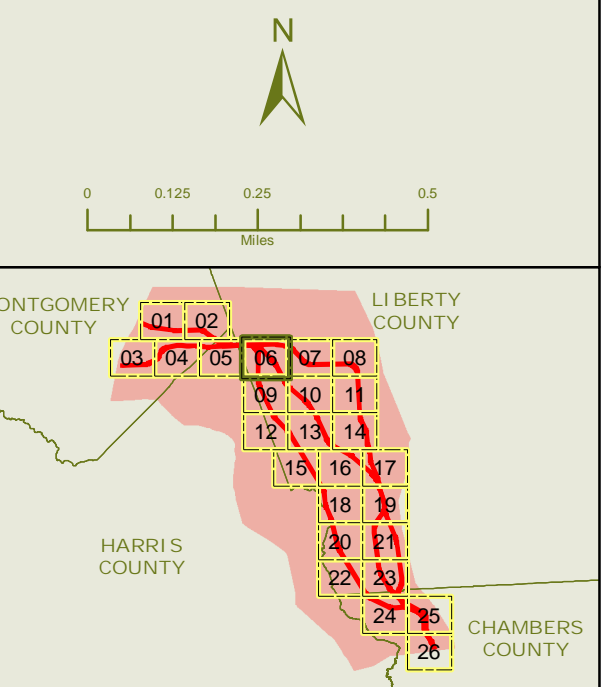 N
0 0.125 0.25 0.5
Miles
ONTGOMERY
COUNTY
LIBERTY
COUNTY
01 02
03 04 05 06 07 08
09 10 11
12 13 14
15 16 17
18 19
20 21
22 23
24 25
26
HARRIS
COUNTY
CHAMBERS
COUNTY